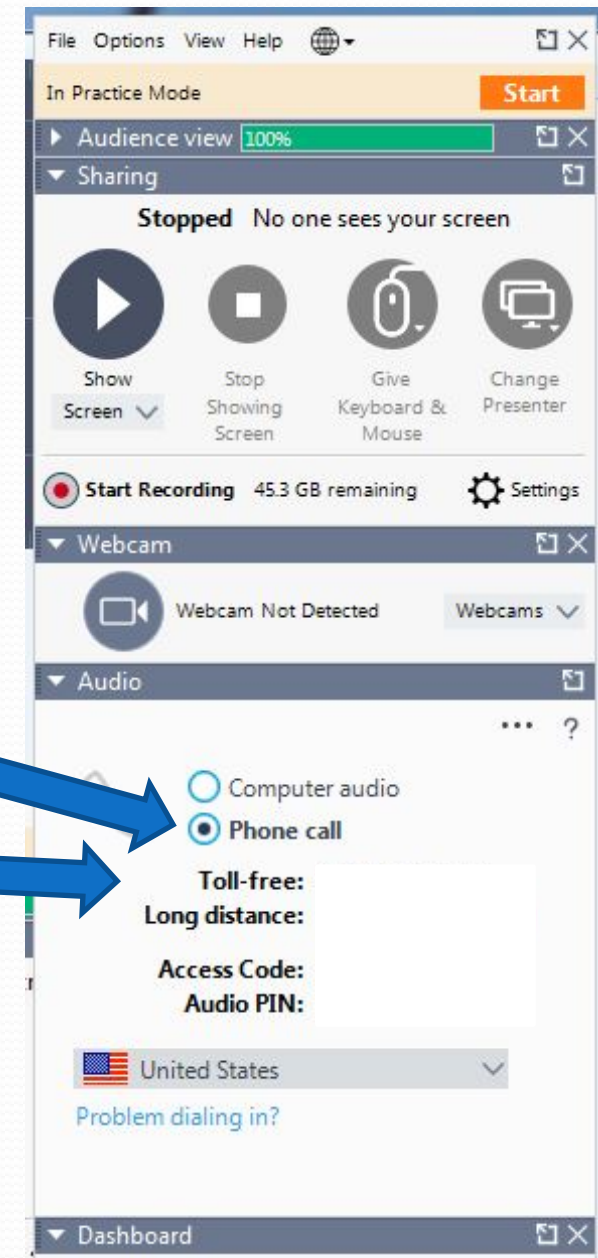 File Options View Help
In Practice Mode Start
Audience view 100%
Sharing
Stopped No one sees your screen
Show
Screen
Stop
Showing
Screen
Give
Keyboard &
Mouse
Change
Presenter
Start Recording 45.3 GB remaining Settings
Webcam
Webcam Not Detected Webcams
Audio
... ?
Computer audio
Phone call
Toll-free:
Long distance:
Access Code:
Audio PIN:
United States
Problem dialing in?
Dashboard